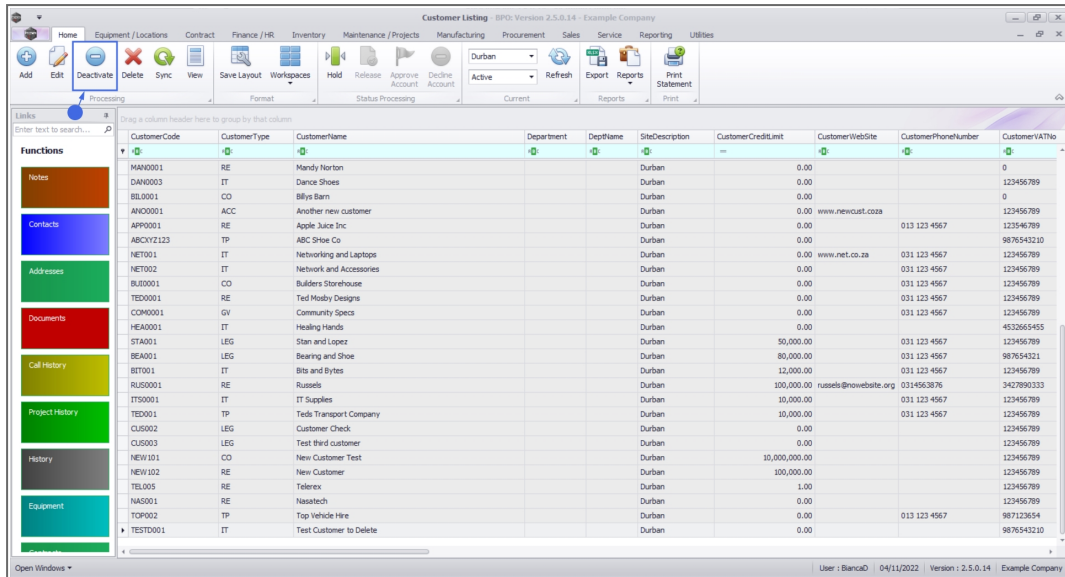 Customer Listing - BPO: Version 2.5.0.14 - Example Company
Home Equipment / Locations Contract Finance / HR Inventory Maintenance / Projects Manufacturing Procurement Sales Service Reporting Utilities
Add Edit Deactivate Delete Sync View Save Layout Workspaces Hold Release Approve Account Decline Account Durban Active Refresh Export Reports Print Statement
Processing Format Status Processing Current Reports Print
Links
Enter text to search...
Functions
Notes
Contacts
Addresses
Documents
Call History
Project History
History
Equipment
Contracts
Drag a column header here to group by that column
CustomerCode CustomerType CustomerName Department DeptName SiteDescription CustomerCreditLimit CustomerWebSite CustomerPhoneNumber CustomerVATNo
MAN0001 RE Mandy Norton Durban 0.00 0
DAN0003 IT Dance Shoes Durban 0.00 123456789
BIL0001 CO Billys Barn Durban 0.00 0
ANO0001 ACC Another new customer Durban 0.00 www.newcust.coza 123456789
APP0001 RE Apple Juice Inc Durban 0.00 013 123 4567 123546789
ABCXYZ123 TP ABC SHoe Co Durban 0.00 9876543210
NET001 IT Networking and Laptops Durban 0.00 www.net.co.za 031 123 4567 123456789
NET002 IT Network and Accessories Durban 0.00 031 123 4567 123456789
BUI0001 CO Builders Storehouse Durban 0.00 031 123 4567 123456789
TED0001 RE Ted Mosby Designs Durban 0.00 031 123 4567 123456789
COM0001 GV Community Specs Durban 0.00 031 123 4567 123456789
HEA0001 IT Healing Hands Durban 0.00 4532665455
STA001 LEG Stan and Lopez Durban 50,000.00 031 123 4567 123456789
BEA001 LEG Bearing and Shoe Durban 80,000.00 031 123 4567 987654321
BIT001 IT Bits and Bytes Durban 12,000.00 031 123 4567 123456789
RUS0001 RE Russels Durban 100,000.00 russels@nowebsite.org 0314563876 3427890333
ITS0001 IT IT Supplies Durban 10,000.00 031 123 4567 123456789
TED001 TP Teds Transport Company Durban 10,000.00 031 123 4567 123456789
CUS002 LEG Customer Check Durban 0.00 123456789
CUS003 LEG Test third customer Durban 0.00 123456789
NEW101 CO New Customer Test Durban 10,000,000.00 123456789
NEW102 RE New Customer Durban 100,000.00 123456789
TEL005 RE Telerex Durban 1.00 123456789
NAS001 RE Nasatech Durban 0.00 123456789
TOP002 TP Top Vehicle Hire Durban 0.00 013 123 4567 987123654
TESTD01 IT Test Customer to Delete Durban 0.00 9876543210
Open Windows User : BiancaD 04/11/2022 Version : 2.5.0.14 Example Company